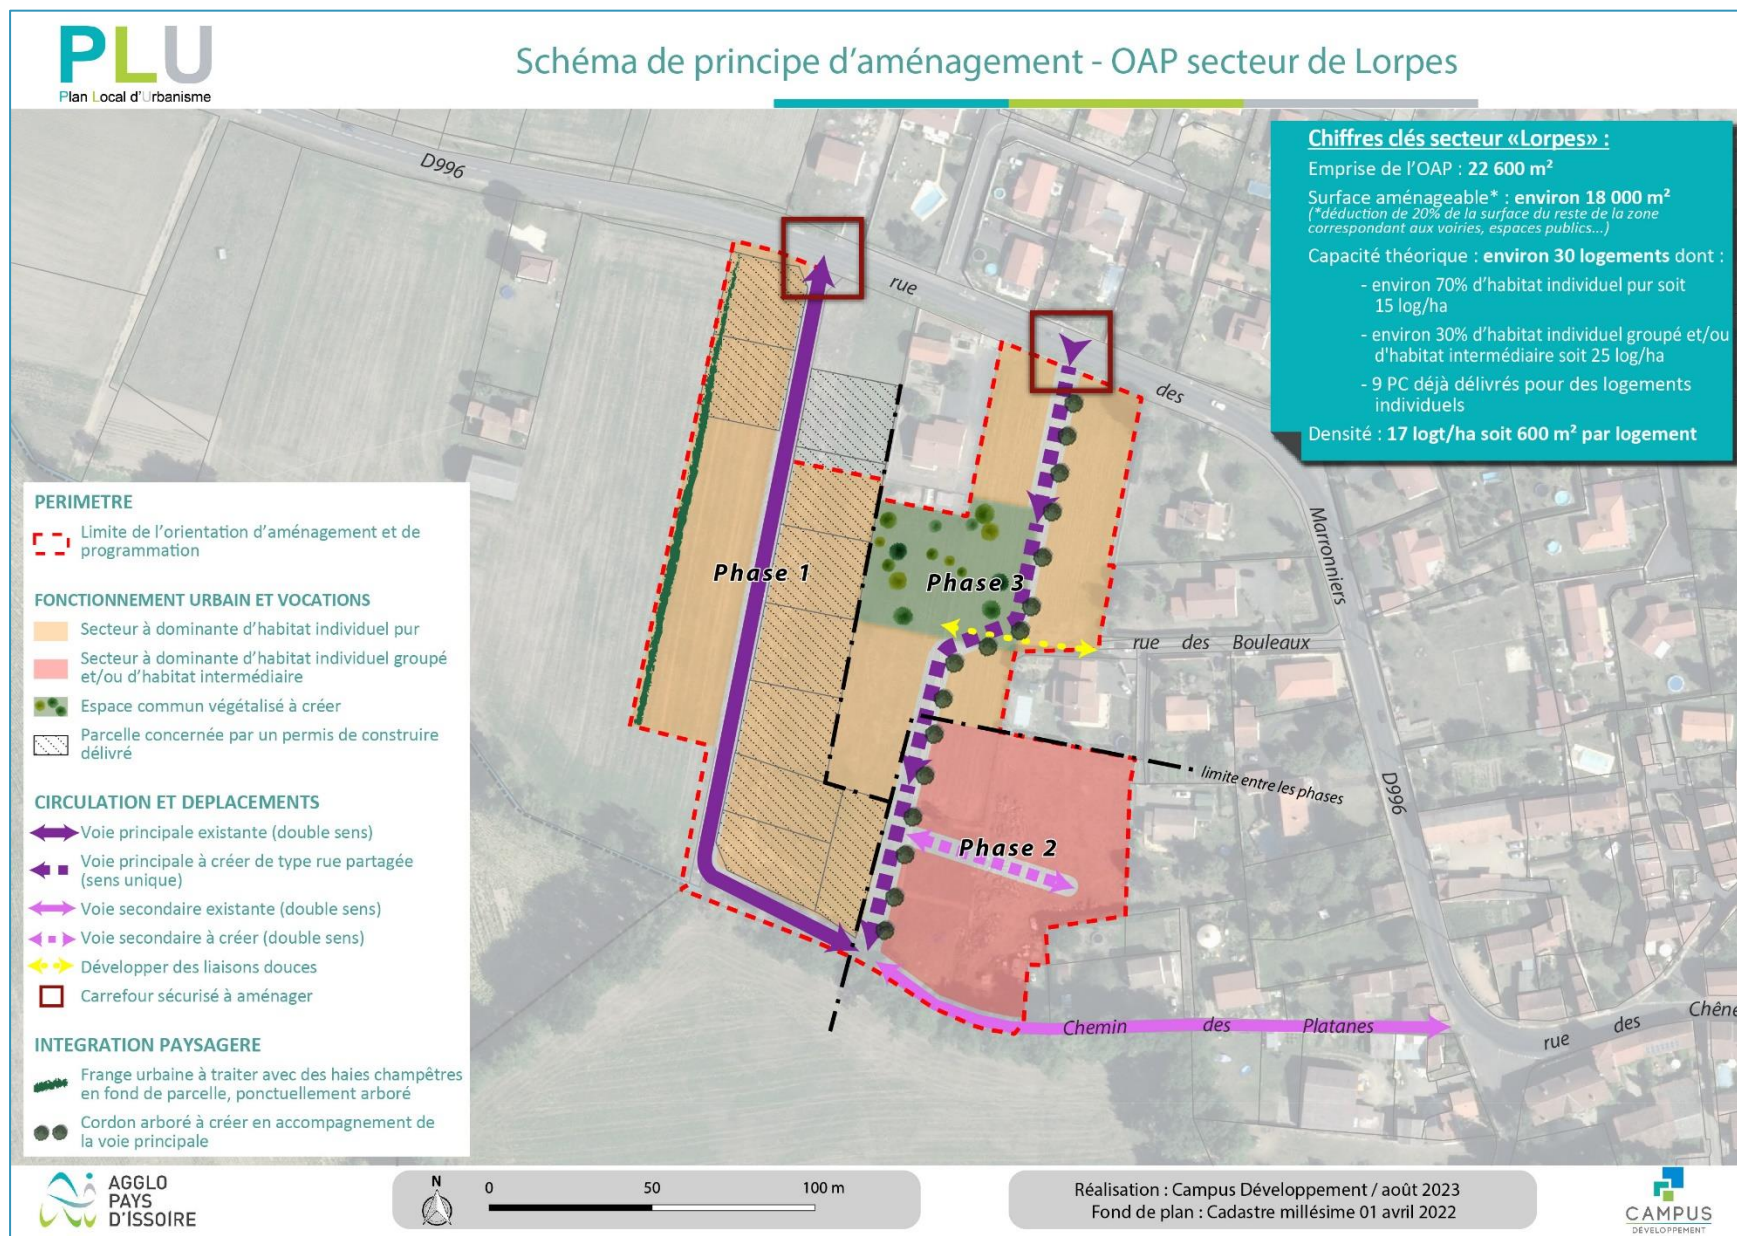 PLU
Plan Local d'Urbanisme
Schéma de principe d'aménagement - OAP secteur de Lorpes
Chiffres clés secteur «Lorpes» :
Emprise de l'OAP : 22 600 m²
Surface aménageable* : environ 18 000 m²
(*déduction de 20% de la surface du reste de la zone
correspondant aux voiries, espaces publics...)
Capacité théorique : environ 30 logements dont :
- environ 70% d'habitat individuel pur soit
15 log/ha
- environ 30% d'habitat individuel groupé et/ou
d'habitat intermédiaire soit 25 log/ha
- 9 PC déjà délivrés pour des logements
individuels
Densité : 17 logt/ha soit 600 m² par logement
D996
rue
des
Marronniers
D996
Phase 1
Phase 3
rue des Bouleaux
limite entre les phases
Phase 2
Chemin des Platanes
rue des Chêne
PERIMETRE
Limite de l'orientation d'aménagement et de
programmation
FONCTIONNEMENT URBAIN ET VOCATIONS
Secteur à dominante d'habitat individuel pur
Secteur à dominante d'habitat individuel groupé
et/ou d'habitat intermédiaire
Espace commun végétalisé à créer
Parcelle concernée par un permis de construire
délivré
CIRCULATION ET DEPLACEMENTS
Voie principale existante (double sens)
Voie principale à créer de type rue partagée
(sens unique)
Voie secondaire existante (double sens)
Voie secondaire à créer (double sens)
Développer des liaisons douces
Carrefour sécurisé à aménager
INTEGRATION PAYSAGERE
Frange urbaine à traiter avec des haies champêtres
en fond de parcelle, ponctuellement arboré
Cordon arboré à créer en accompagnement de
la voie principale
AGGLO
PAYS
D'ISSOIRE
N
0 50 100 m
Réalisation : Campus Développement / août 2023
Fond de plan : Cadastre millésime 01 avril 2022
CAMPUS
DÉVELOPPEMENT